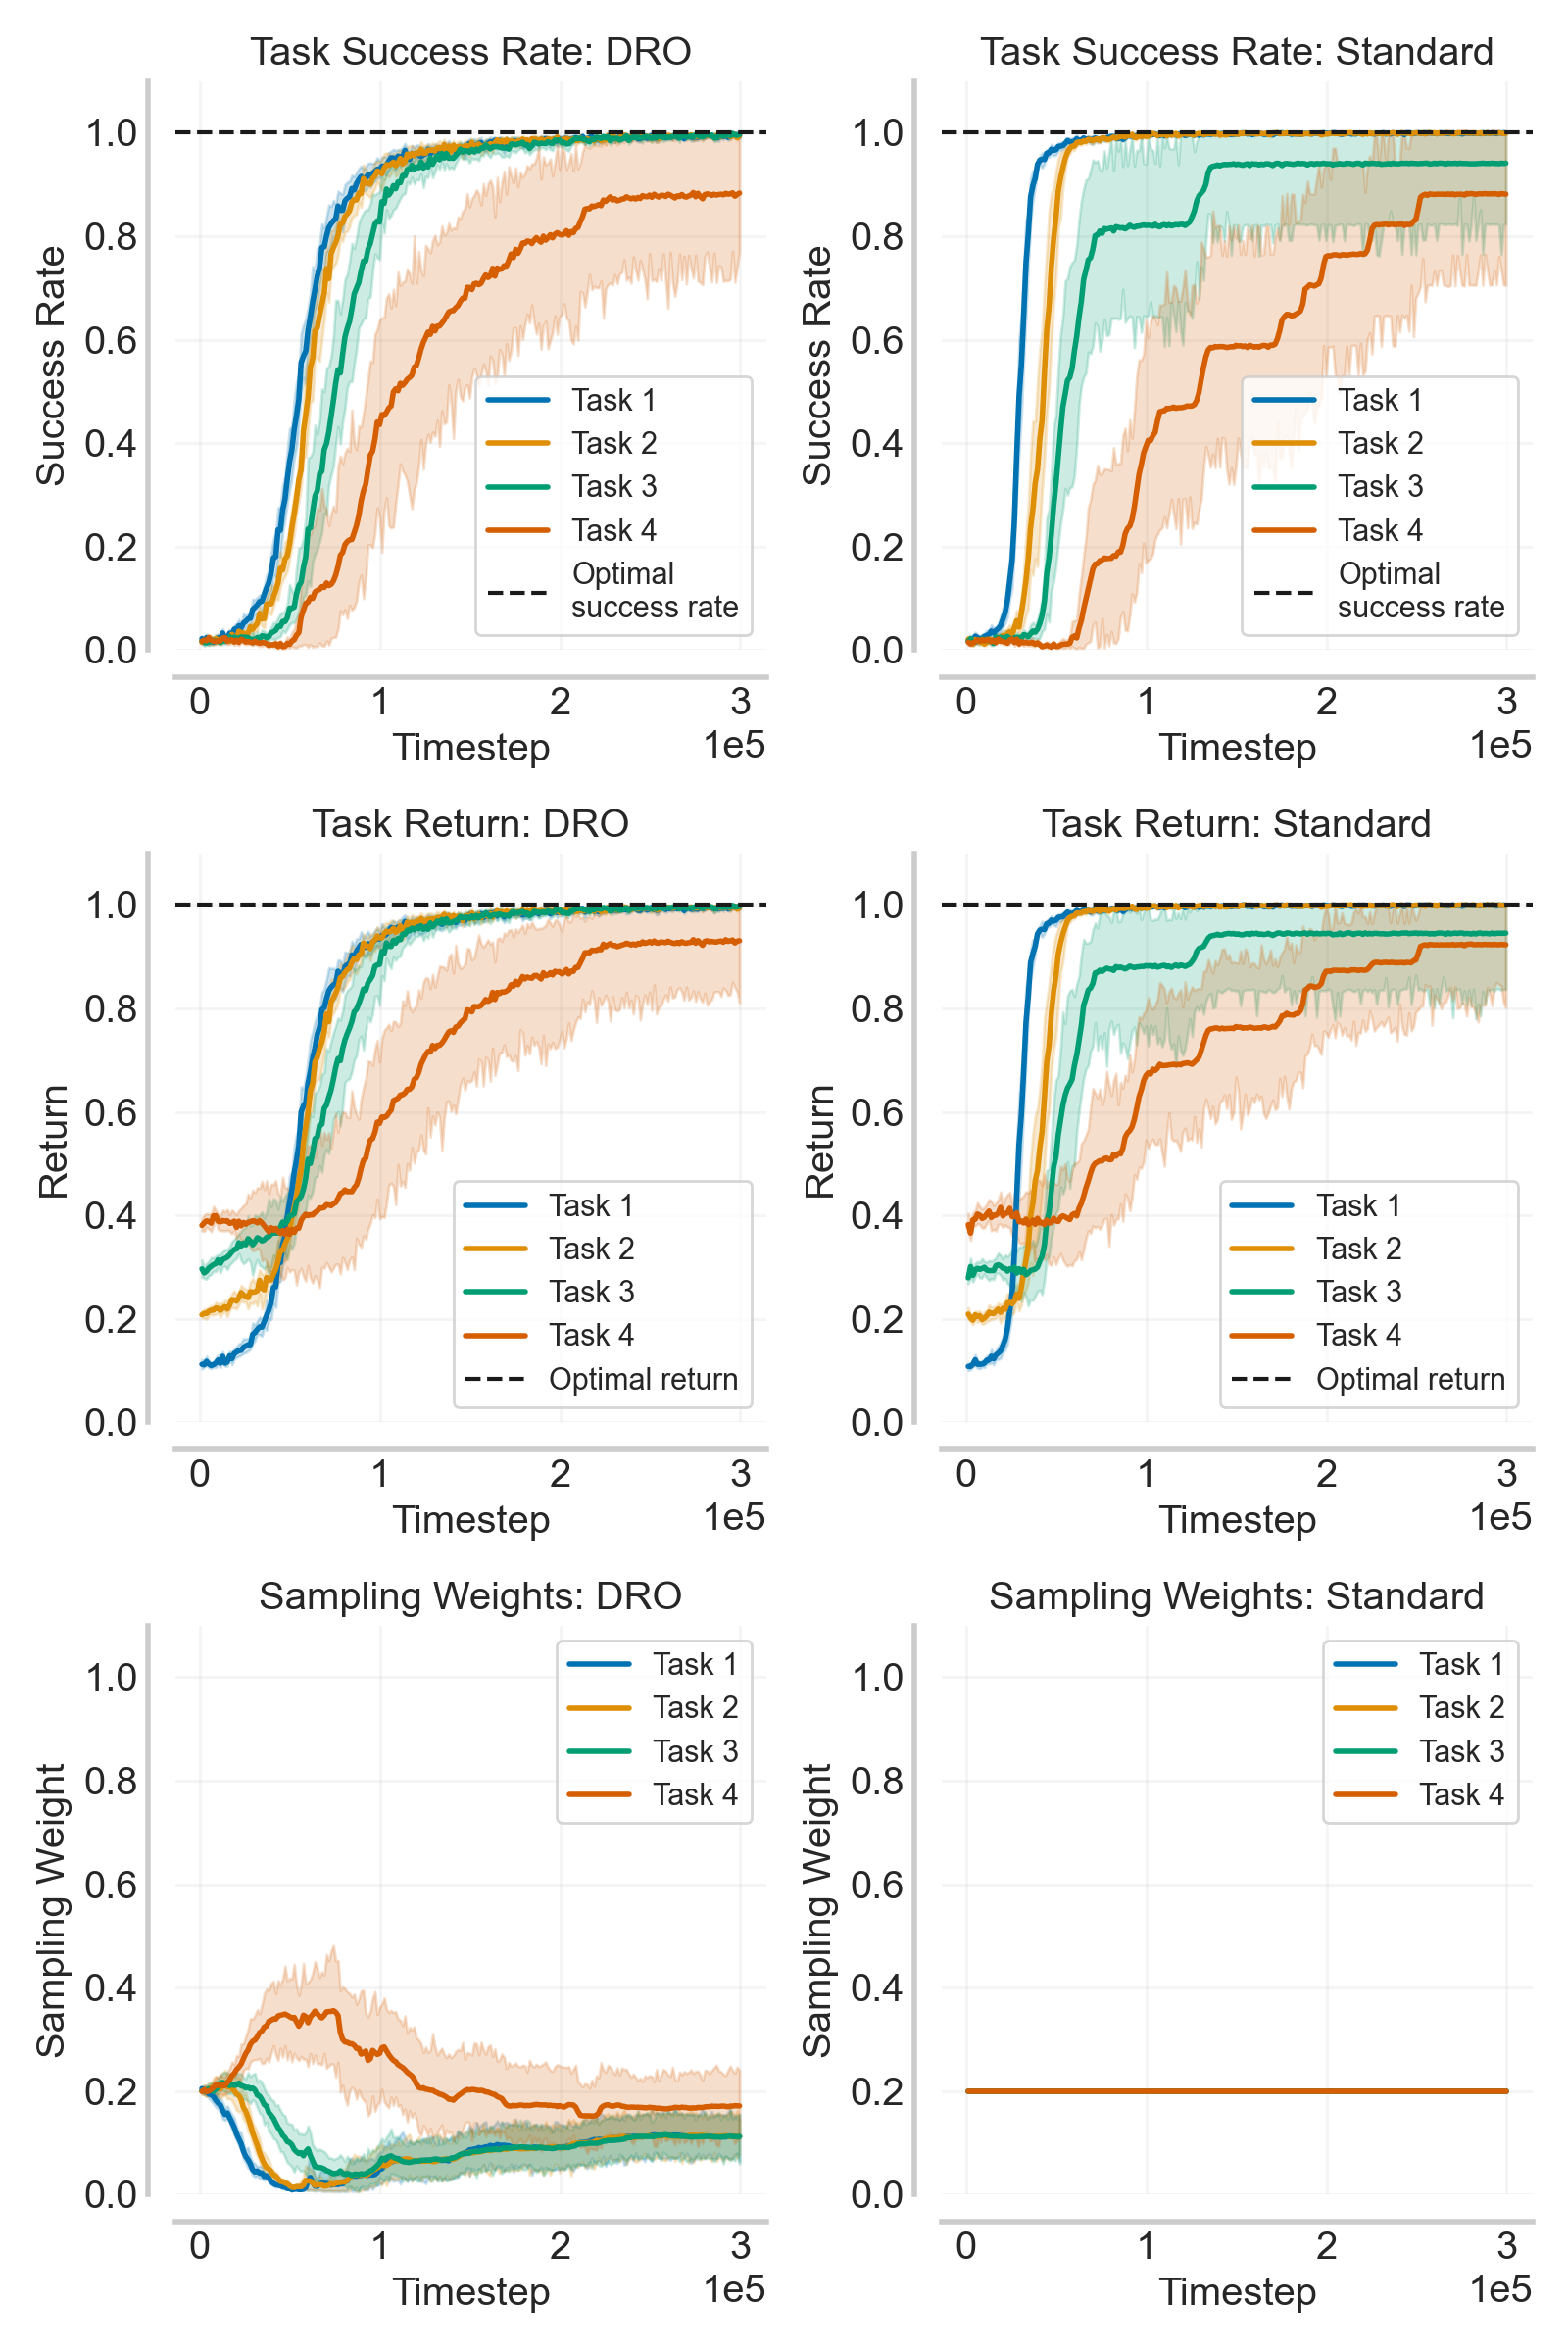 Task Success Rate: DRO
Success Rate
1.0
0.8
0.6
0.4
0.2
0.0
Task 1
Task 2
Task 3
Task 4
Optimal
success rate
0 1 2 3
1e5
Timestep
Task Success Rate: Standard
Success Rate
1.0
0.8
0.6
0.4
0.2
0.0
Task 1
Task 2
Task 3
Task 4
Optimal
success rate
0 1 2 3
1e5
Timestep
Task Return: DRO
Return
1.0
0.8
0.6
0.4
0.2
0.0
Task 1
Task 2
Task 3
Task 4
Optimal return
0 1 2 3
1e5
Timestep
Task Return: Standard
Return
1.0
0.8
0.6
0.4
0.2
0.0
Task 1
Task 2
Task 3
Task 4
Optimal return
0 1 2 3
1e5
Timestep
Sampling Weights: DRO
Sampling Weight
1.0
0.8
0.6
0.4
0.2
0.0
Task 1
Task 2
Task 3
Task 4
0 1 2 3
1e5
Timestep
Sampling Weights: Standard
Sampling Weight
1.0
0.8
0.6
0.4
0.2
0.0
Task 1
Task 2
Task 3
Task 4
0 1 2 3
1e5
Timestep